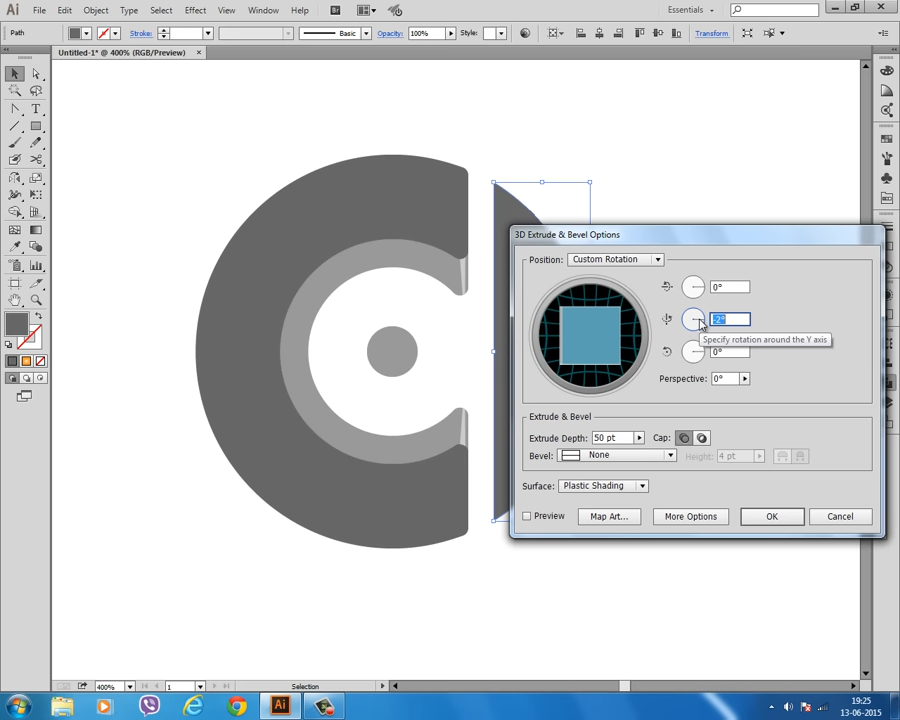 Ai File Edit Object Type Select Effect View Window Help Br Essentials
Path Stroke: Basic Opacity: 100% Style: Transform
Untitled-1* @ 400% (RGB/Preview) ×
3D Extrude & Bevel Options
Position: Custom Rotation
0°
-2°
Specify rotation around the Y axis
0°
Perspective: 0°
Extrude & Bevel
Extrude Depth: 50 pt Cap:
Bevel: None Height: 4 pt
Surface: Plastic Shading
Preview Map Art... More Options OK Cancel
400% 1 Selection
Ai
19:25
13-06-2015